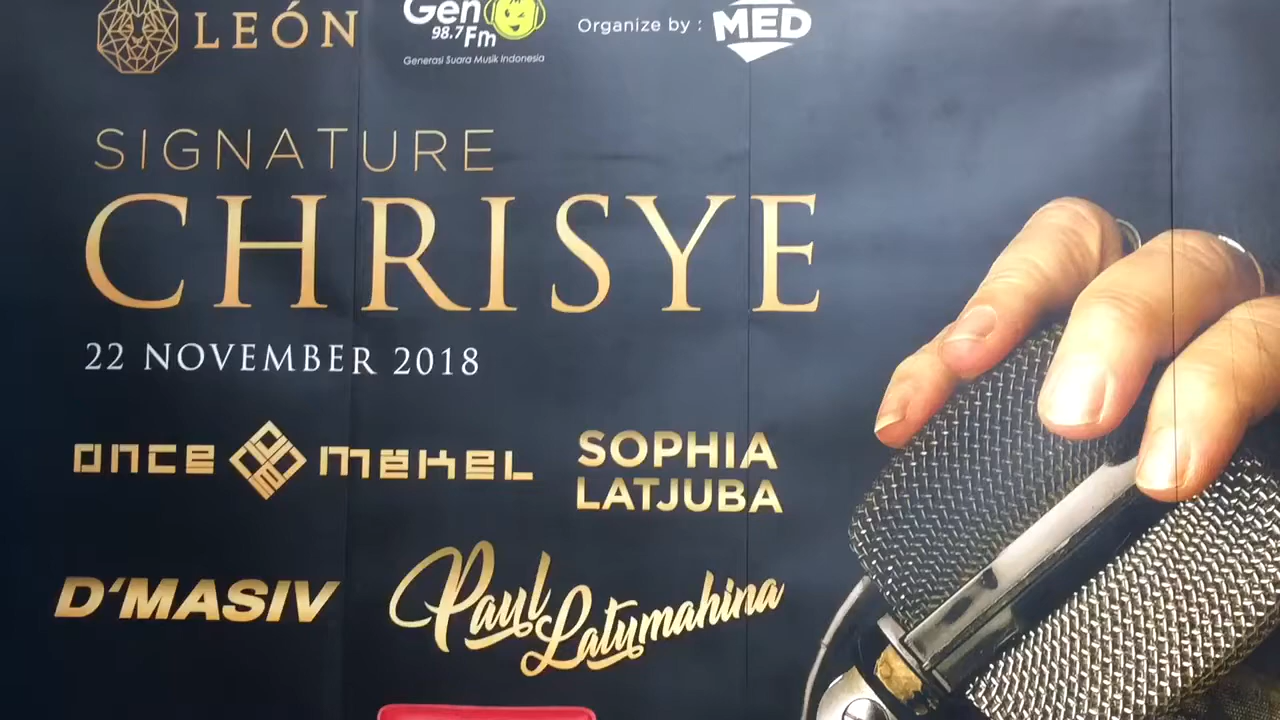 LEÓN
Gen
98.7 Fm
Generasi Suara Musik Indonesia
Organize by : MED
SIGNATURE
CHRISYE
22 NOVEMBER 2018
ONCE MËKEL
SOPHIA
LATJUBA
D'MASIV
Paul Latumahina